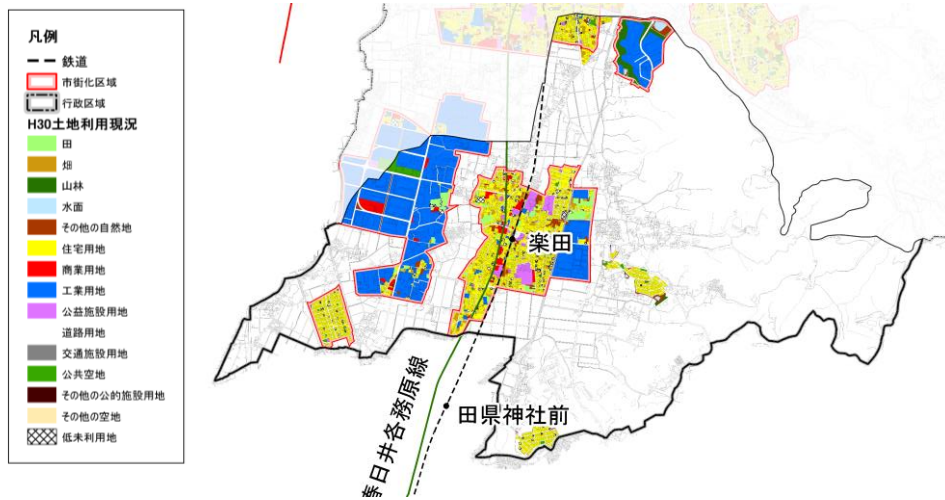 凡例
鉄道
市街化区域
行政区域
H30土地利用現況
田
畑
山林
水面
その他の自然地
住宅用地
商業用地
工業用地
公益施設用地
道路用地
交通施設用地
公共空地
その他の公的施設用地
その他の空地
低未利用地
楽田
田県神社前
春日井各務原線